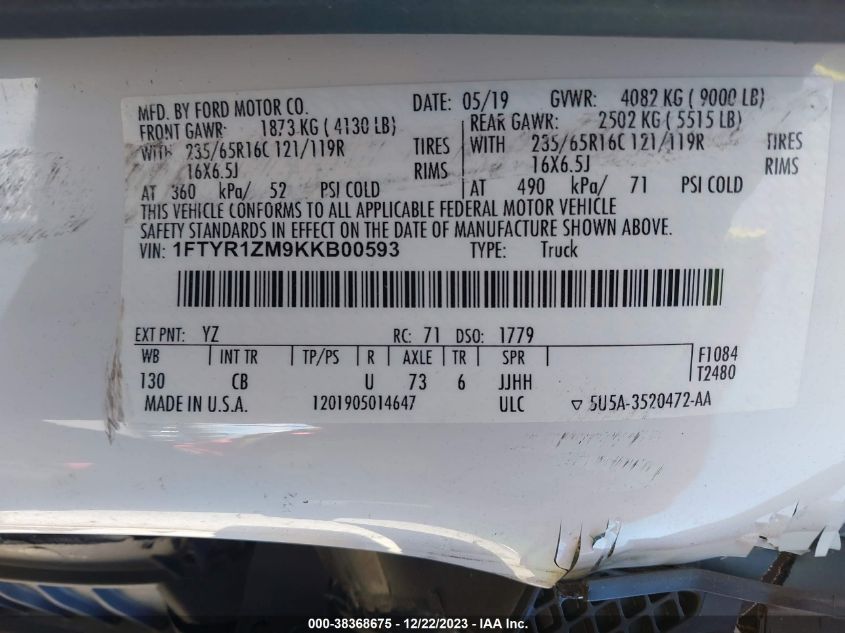 MFD. BY FORD MOTOR CO. DATE: 05/19 GVWR: 4082 KG ( 9000 LB)
FRONT GAWR: 1873 KG ( 4130 LB) REAR GAWR: 2502 KG ( 5515 LB)
WITH 235/65R16C 121/119R TIRES WITH 235/65R16C 121/119R TIRES
16X6.5J RIMS 16X6.5J RIMS
AT 360 kPa/ 52 PSI COLD AT 490 kPa/ 71 PSI COLD
THIS VEHICLE CONFORMS TO ALL APPLICABLE FEDERAL MOTOR VEHICLE
SAFETY STANDARDS IN EFFECT ON THE DATE OF MANUFACTURE SHOWN ABOVE.
VIN: 1FTYR1ZM9KKB00593 TYPE: Truck
EXT PNT: YZ RC: 71 DSO: 1779
WB INT TR TP/PS R AXLE TR SPR F1084
130 CB U 73 6 JJHH T2480
MADE IN U.S.A. 1201905014647 ULC ▽ 5U5A-3520472-AA
000-38368675 - 12/22/2023 - IAA Inc.